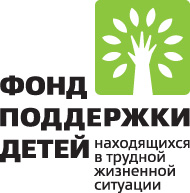 ФОНД
ПОДДЕРЖКИ
ДЕТЕЙ
находящихся
в трудной
жизненной
ситуации